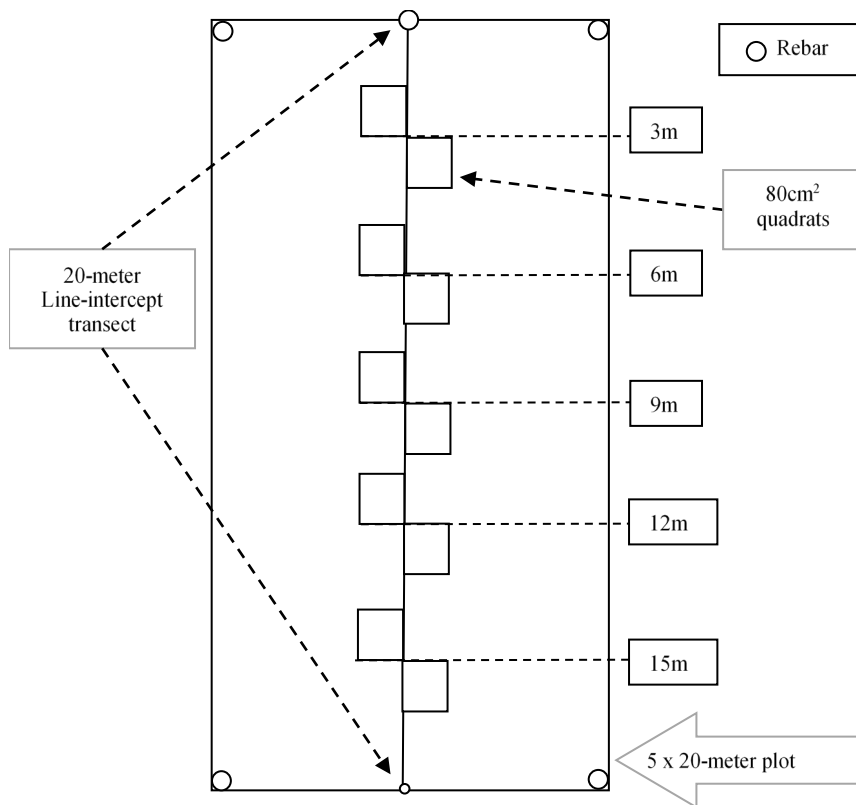 Rebar
3m
80cm²
quadrats
20-meter
Line-intercept
transect
6m
9m
12m
15m
5 x 20-meter plot